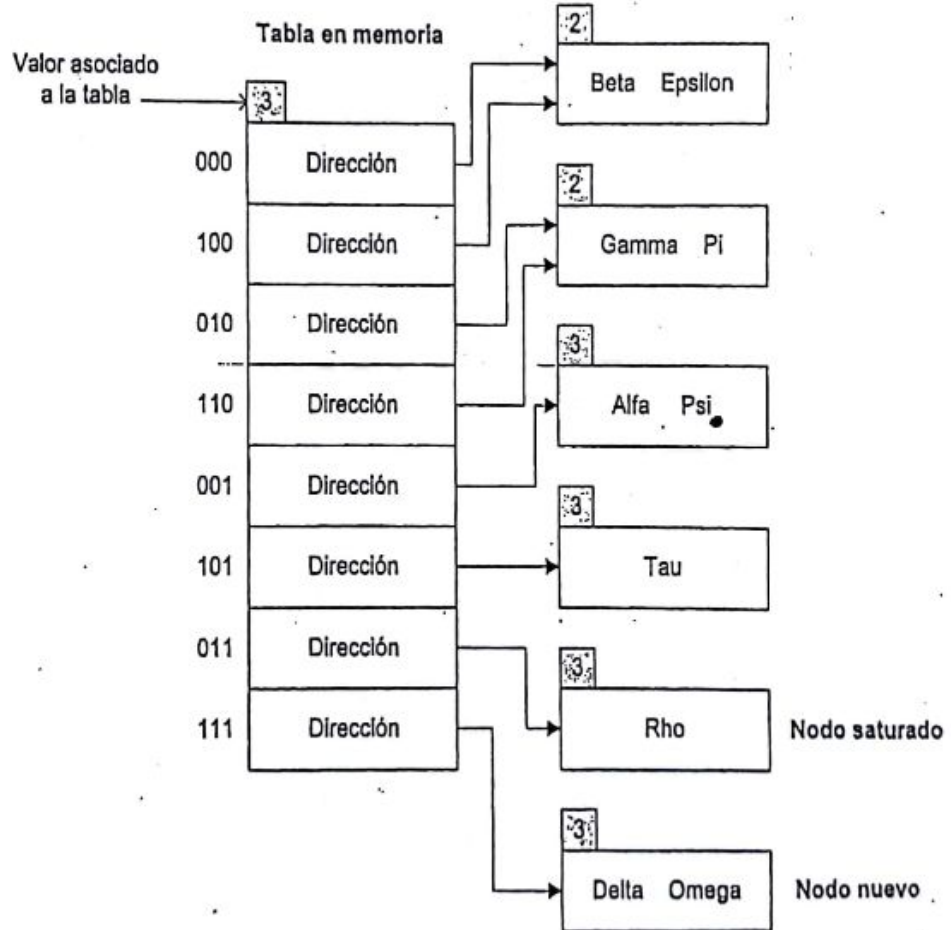 Tabla en memoria
Valor asociado
a la tabla
3
000 Dirección
100 Dirección
010 Dirección
110 Dirección
001 Dirección
101 Dirección
011 Dirección
111 Dirección
2
Beta Epsilon
2
Gamma Pi
3
Alfa Psi
3
Tau
3
Rho
Nodo saturado
3
Delta Omega
Nodo nuevo